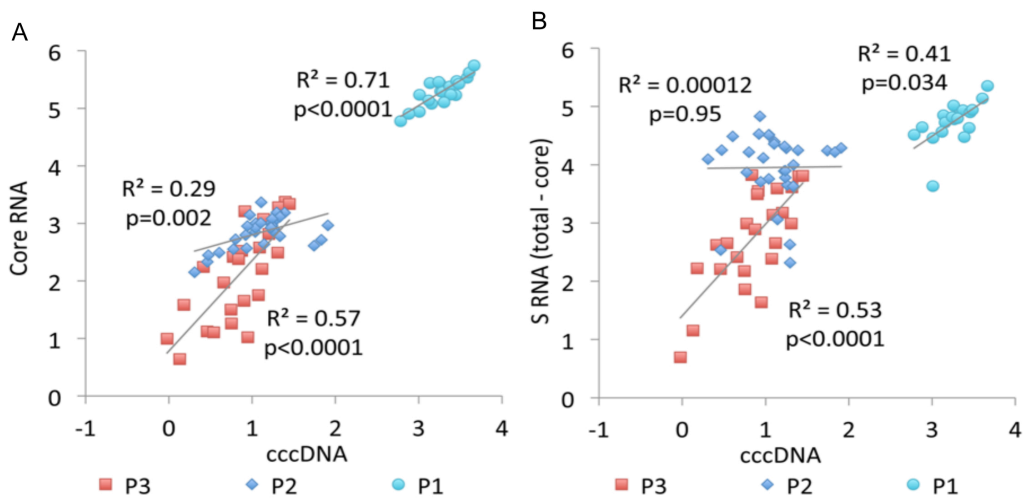 A
Core RNA
6
5
4
3
2
1
0
R² = 0.71
p<0.0001
R² = 0.29
p=0.002
R² = 0.57
p<0.0001
-1 0 1 2 3 4
cccDNA
P3 P2 P1
B
S RNA (total - core)
6
5
4
3
2
1
0
R² = 0.00012
p=0.95
R² = 0.41
p=0.034
R² = 0.53
p<0.0001
-1 0 1 2 3 4
cccDNA
P3 P2 P1